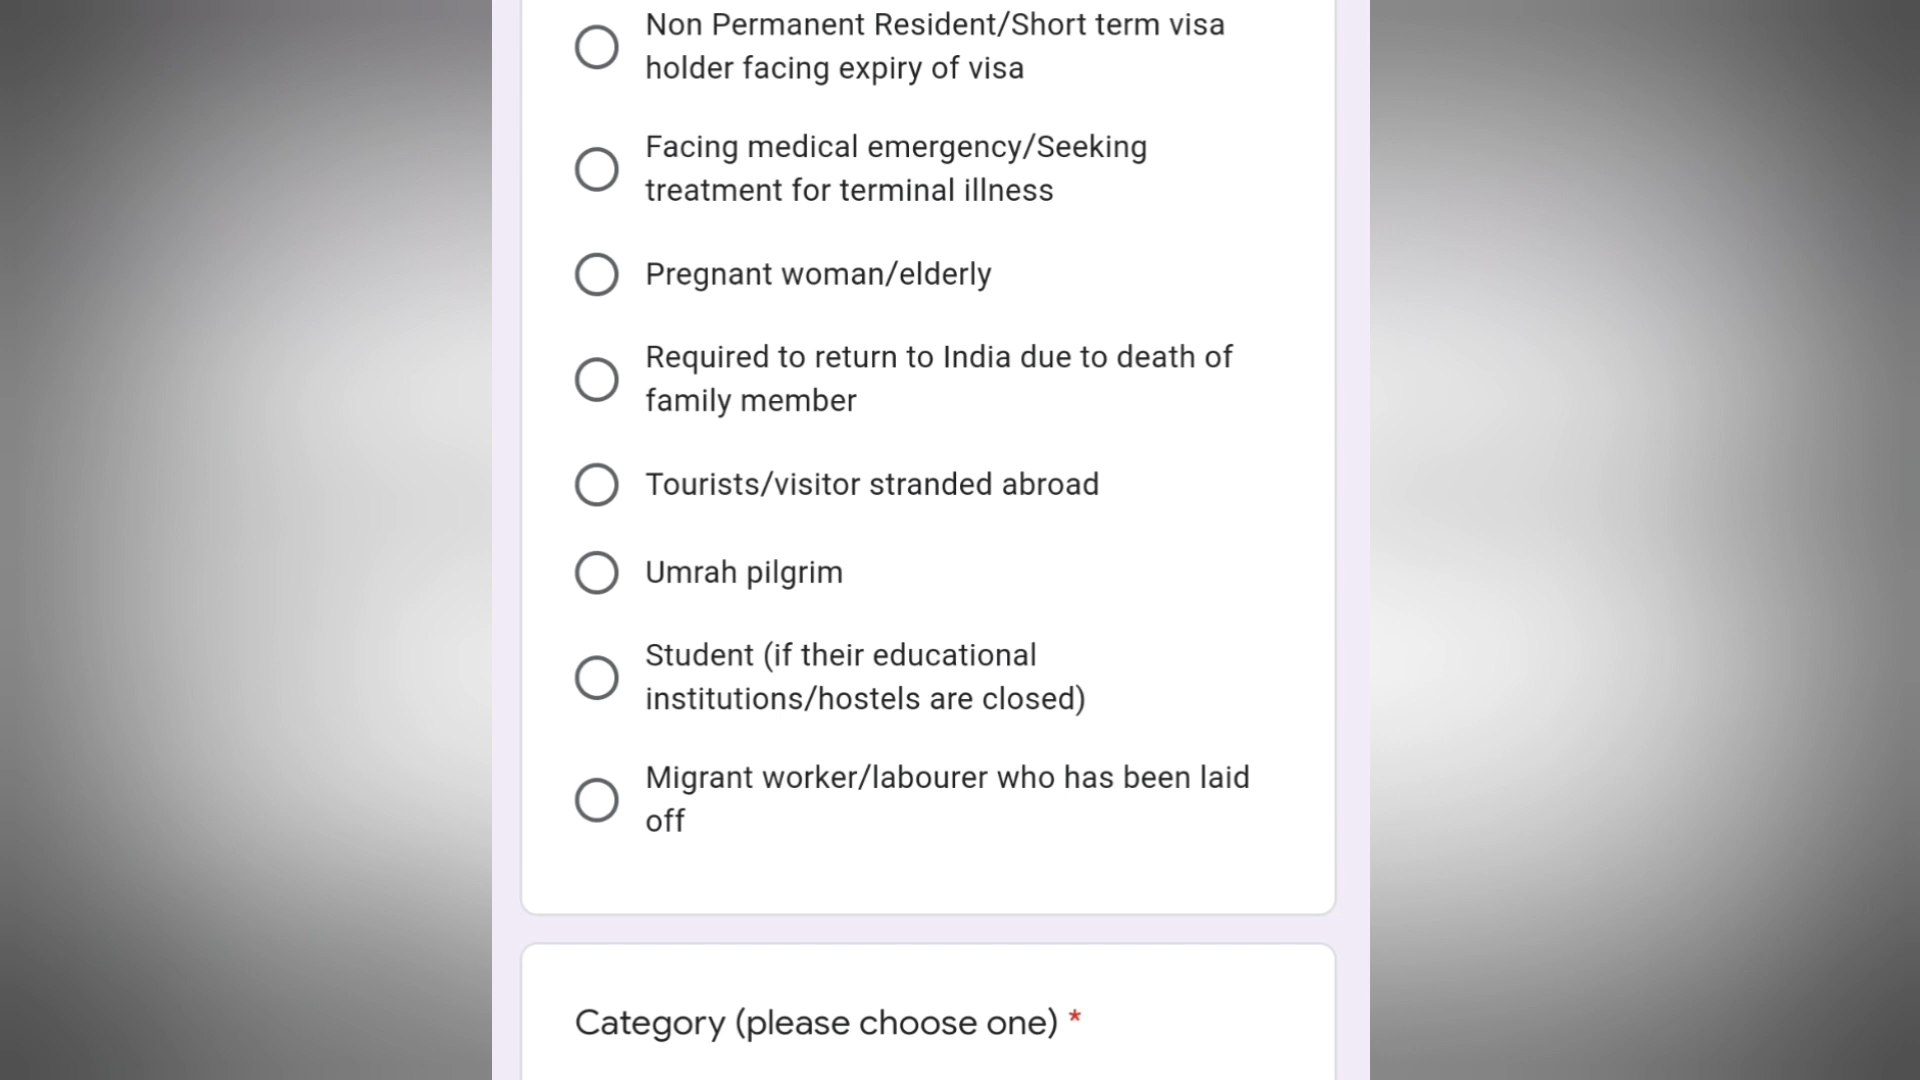 Non Permanent Resident/Short term visa
holder facing expiry of visa
Facing medical emergency/Seeking
treatment for terminal illness
Pregnant woman/elderly
Required to return to India due to death of
family member
Tourists/visitor stranded abroad
Umrah pilgrim
Student (if their educational
institutions/hostels are closed)
Migrant worker/labourer who has been laid
off
Category (please choose one) *